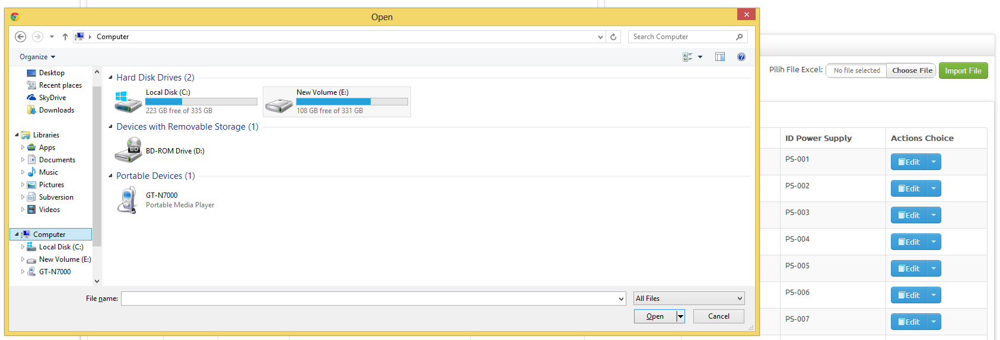 Open
Computer
Search Computer
Organize
Desktop
Recent places
SkyDrive
Downloads
Libraries
Apps
Documents
Music
Pictures
Subversion
Videos
Computer
Local Disk (C:)
New Volume (E:)
GT-N7000
Hard Disk Drives (2)
Local Disk (C:)
223 GB free of 335 GB
New Volume (E:)
108 GB free of 331 GB
Devices with Removable Storage (1)
BD
BD-ROM Drive (D:)
Portable Devices (1)
GT-N7000
Portable Media Player
File name:
All Files
Open
Cancel
Pilih File Excel: No file selected Choose File Import File
ID Power Supply Actions Choice
PS-001 Edit
PS-002 Edit
PS-003 Edit
PS-004 Edit
PS-005 Edit
PS-006 Edit
PS-007 Edit